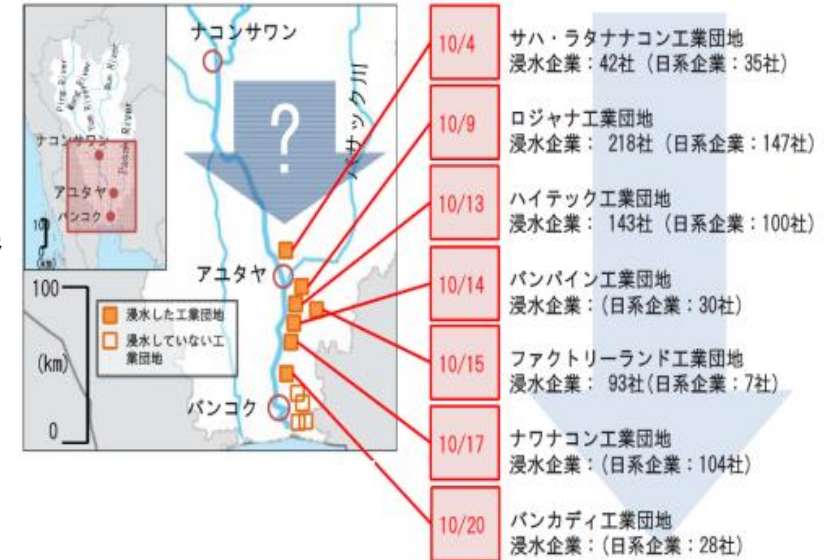 ナコンサワン
パサック川
?
Ping River
Wang River
Yom River
Nan River
ナコンサワン
アユタヤ
バンコク
(km)
アユタヤ
100
(km)
0
浸水した工業団地
浸水していない工
業団地
バンコク
10/4
サハ・ラタナナコン工業団地
浸水企業:42社(日系企業:35社)
10/9
ロジャナ工業団地
浸水企業: 218社(日系企業:147社)
10/13
ハイテック工業団地
浸水企業: 143社(日系企業:100社)
10/14
バンパイン工業団地
浸水企業:(日系企業:30社)
10/15
ファクトリーランド工業団地
浸水企業: 93社(日系企業:7社)
10/17
ナワナコン工業団地
浸水企業:(日系企業:104社)
10/20
バンカディ工業団地
浸水企業:(日系企業:28社)